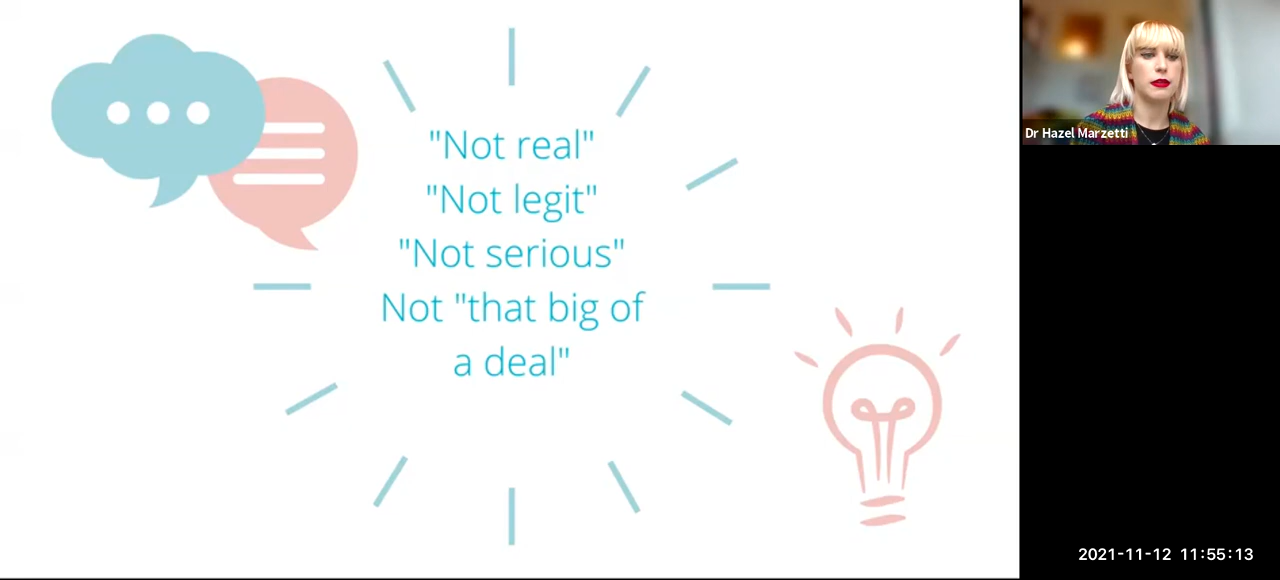 "Not real"
"Not legit"
"Not serious"
Not "that big of
a deal"
Dr Hazel Marzetti
2021-11-12 11:55:13